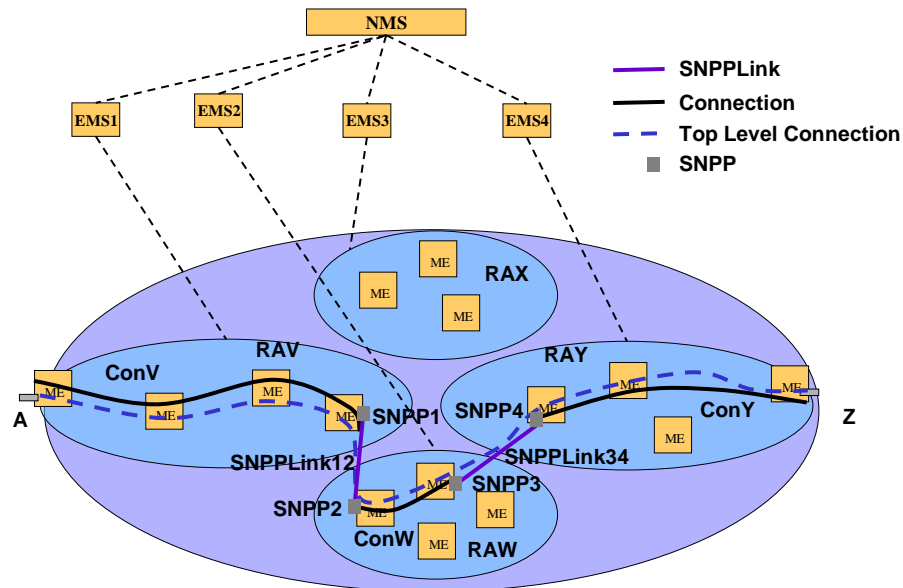 NMS
EMS1
EMS2
EMS3
EMS4
SNPPLink
Connection
Top Level Connection
SNPP
RAX
ME
ME
ME
RAV
ConV
ME
ME
ME
ME
A
SNPP1
SNPPLink12
RAY
ME
ME
ME
ME
SNPP4
ConY
Z
SNPPLink34
SNPP2
SNPP3
ME
ME
ME
ME
ConW
RAW